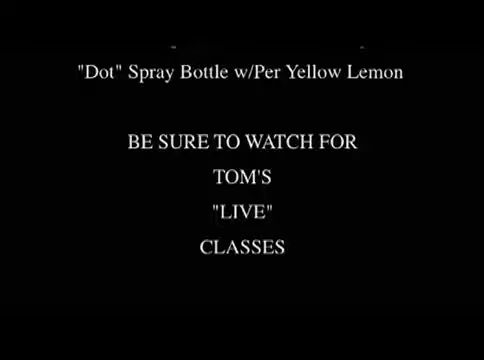 "Dot" Spray Bottle w/Per Yellow Lemon
BE SURE TO WATCH FOR
TOM'S
"LIVE"
CLASSES